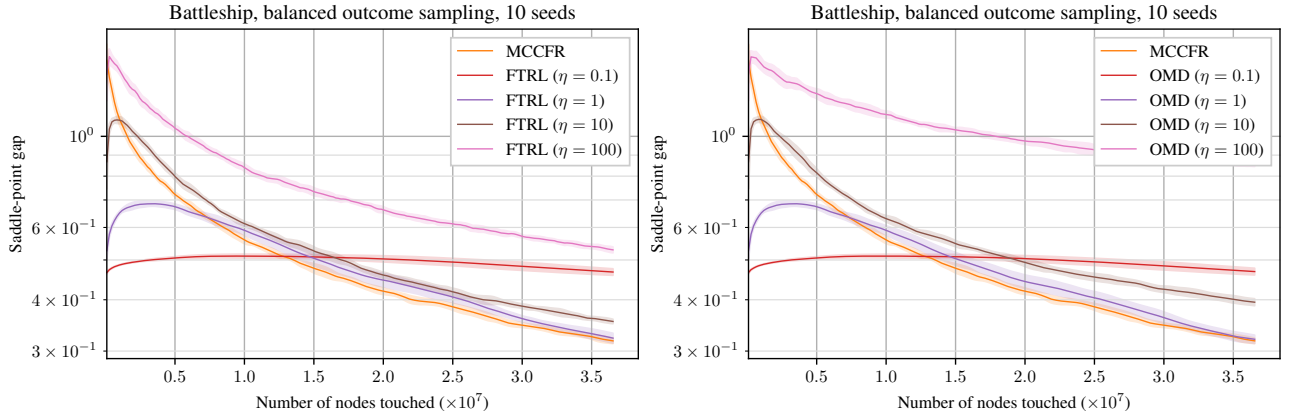 Battleship, balanced outcome sampling, 10 seeds
MCCFR
FTRL (η = 0.1)
FTRL (η = 1)
FTRL (η = 10)
FTRL (η = 100)
Saddle-point gap
10⁰
6 × 10⁻¹
4 × 10⁻¹
3 × 10⁻¹
0.5 1.0 1.5 2.0 2.5 3.0 3.5
Number of nodes touched (×10⁷)
Battleship, balanced outcome sampling, 10 seeds
MCCFR
OMD (η = 0.1)
OMD (η = 1)
OMD (η = 10)
OMD (η = 100)
Saddle-point gap
10⁰
6 × 10⁻¹
4 × 10⁻¹
3 × 10⁻¹
0.5 1.0 1.5 2.0 2.5 3.0 3.5
Number of nodes touched (×10⁷)